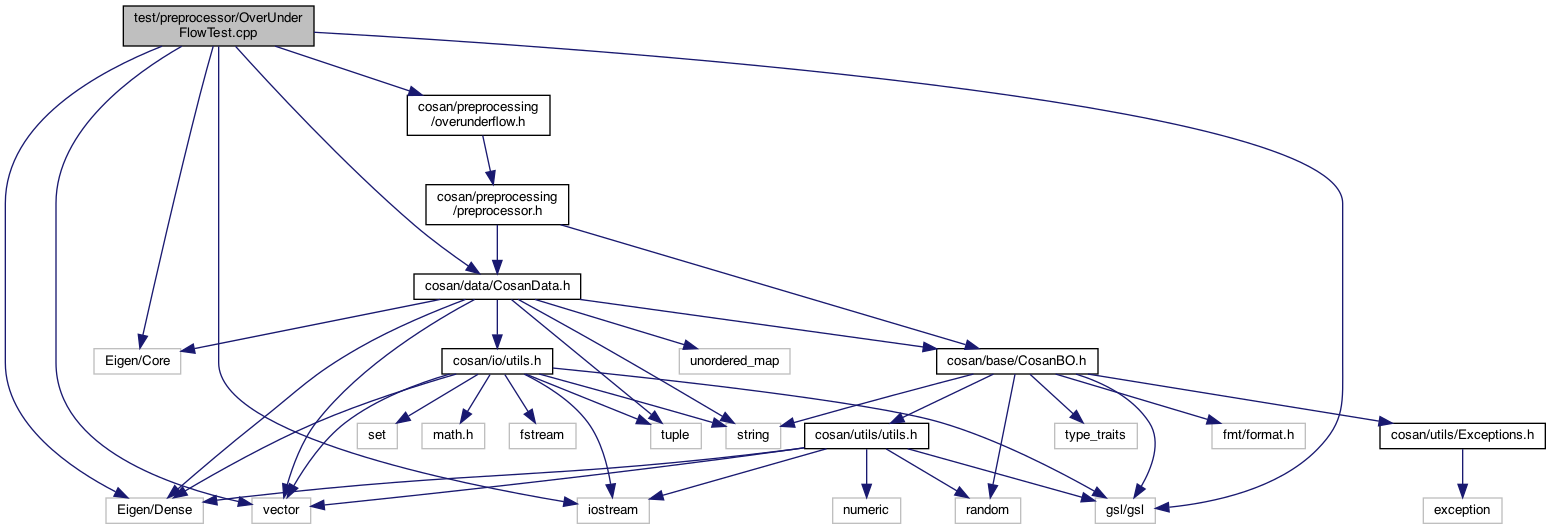 test/preprocessor/OverUnder
FlowTest.cpp
cosan/preprocessing
/overunderflow.h
cosan/preprocessing
/preprocessor.h
cosan/data/CosanData.h
Eigen/Core
cosan/io/utils.h
unordered_map
cosan/base/CosanBO.h
set
math.h
fstream
tuple
string
cosan/utils/utils.h
type_traits
fmt/format.h
cosan/utils/Exceptions.h
Eigen/Dense
vector
iostream
numeric
random
gsl/gsl
exception